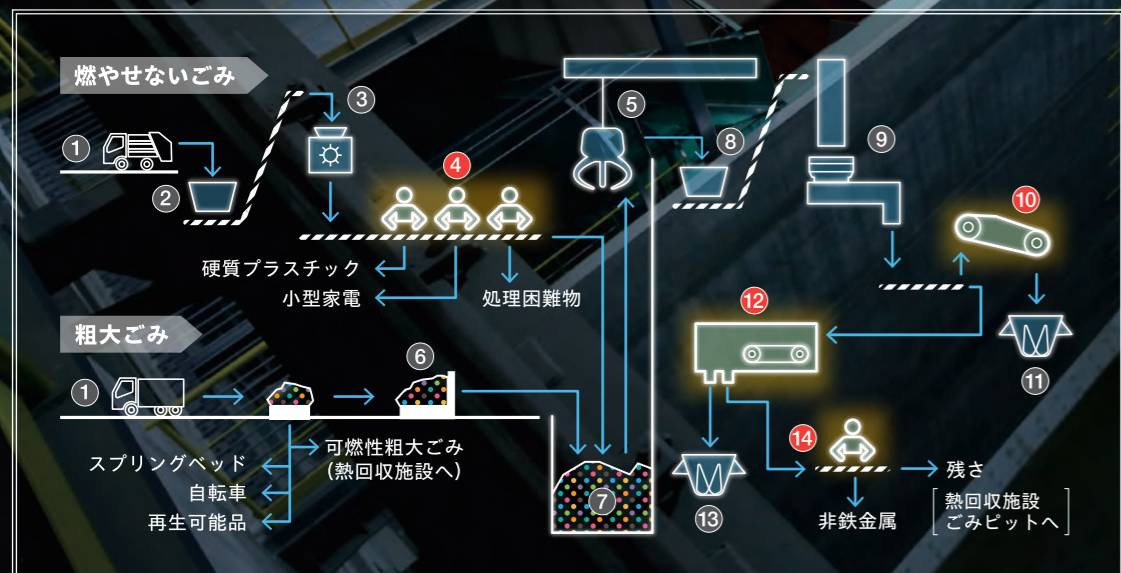 燃やせないごみ
1
2
3
4
5
8
9
10
硬質プラスチック
小型家電
処理困難物
粗大ごみ
1
6
12
11
スプリングベッド
自転車
再生可能品
可燃性粗大ごみ
(熱回収施設へ)
7
13
14
非鉄金属
残さ
[熱回収施設
ごみピットへ]